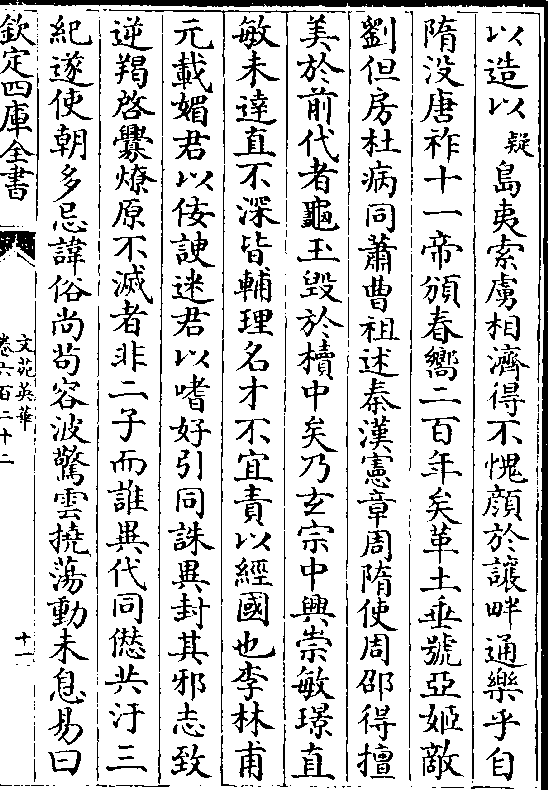 以造以疑島夷索虜相濟得不愧顏於讓畔通樂乎自
隋没唐祚十一帝頒春嚮二百年矣革土垂號亞姬敵
劉但房杜病同蕭曹祖述秦漢憲章周隋使周邵得擅
美於前代者龜玉毀於櫝中矣乃玄宗中興崇敏璟直
敏未達直不深皆輔理名才不宜責以經國也李林甫
元載媚君以佞諛迷君以嗜好引同誅異封其邪志致
逆羯啓釁燎原不滅者非二子而誰異代同愆共汙三
紀遂使朝多忌諱俗尚苟容波驚雲撓蕩動未息易曰
欽定四庫全書
文苑英華
卷六百二十二
十一